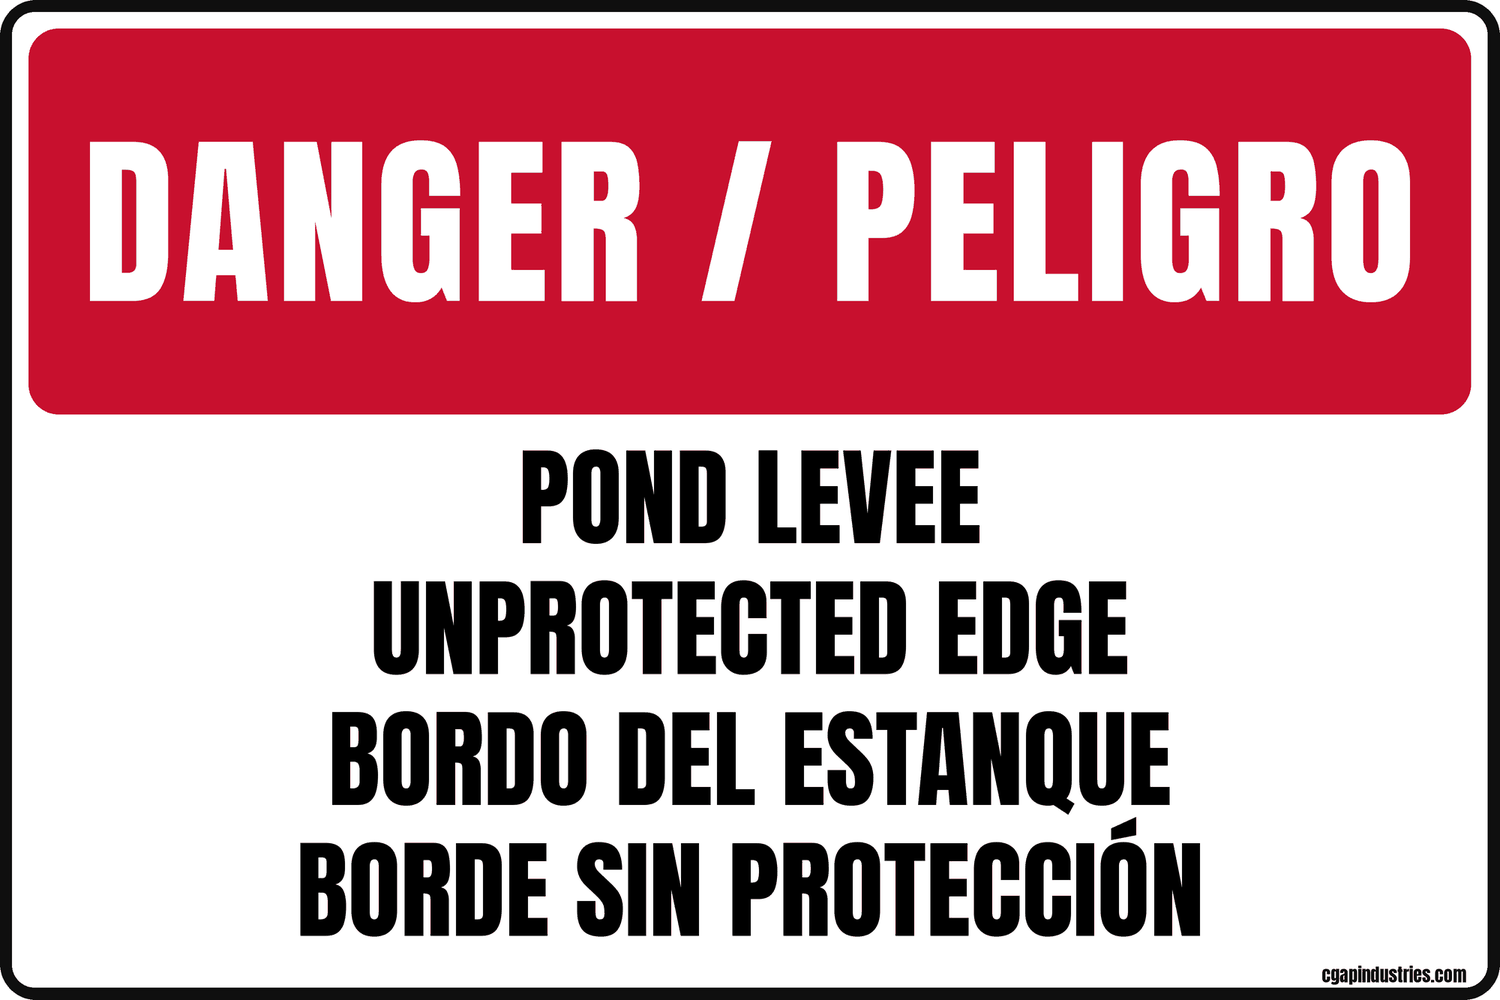 DANGER / PELIGRO
POND LEVEE
UNPROTECTED EDGE
BORDO DEL ESTANQUE
BORDE SIN PROTECCIÓN
cgapindustries.com